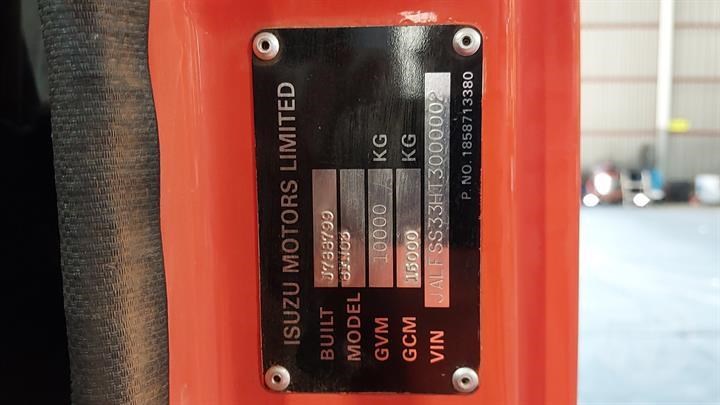 ISUZU MOTORS LIMITED
BUILT
MODEL
GVM 10000 / KG
GCM 15000 KG
VIN JALFSS33HT3000002
P. NO. 1858713380